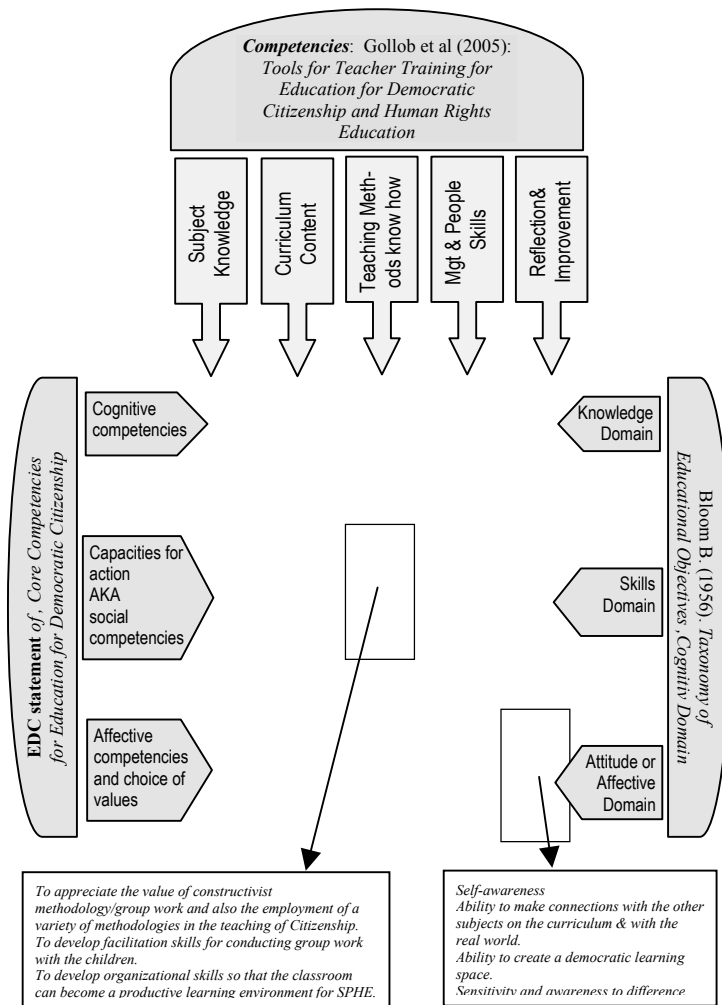 Competencies: Gollob et al (2005):
Tools for Teacher Training for
Education for Democratic
Citizenship and Human Rights
Education
Subject
Knowledge
Curriculum
Content
Teaching Meth-
ods know how
Mgt & People
Skills
Reflection&
Improvement
EDC statement of , Core Competencies
for Education for Democratic Citizenship
Cognitive
competencies
Capacities for
action
AKA
social
competencies
Affective
competencies
and choice of
values
Knowledge
Domain
Skills
Domain
Attitude or
Affective
Domain
Bloom B. (1956). Taxonomy of
Educational Objectives ,Cognitiv Domain
To appreciate the value of constructivist
methodology/group work and also the employment of a
variety of methodologies in the teaching of Citizenship.
To develop facilitation skills for conducting group work
with the children.
To develop organizational skills so that the classroom
can become a productive learning environment for SPHE.
Self-awareness
Ability to make connections with the other
subjects on the curriculum & with the
real world.
Ability to create a democratic learning
space.
Sensitivity and awareness to difference